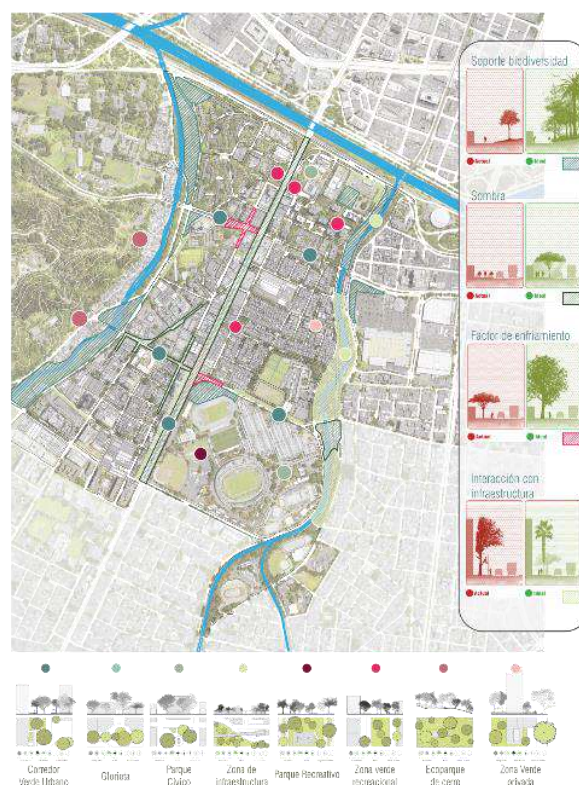 Soporte biodiversidad
Actual
Ideal
Sombra
Actual
Ideal
Factor de enfriamiento
Actual
Ideal
Interacción con
infraestructura
Actual
Ideal
Corredor
Verde Urbano
Glorieta
Parque
Cívico
Zona de
infraestructura
Parque Recreativo
Zona verde
recreacional
Ecoparque
de cerro
Zona Verde
privada